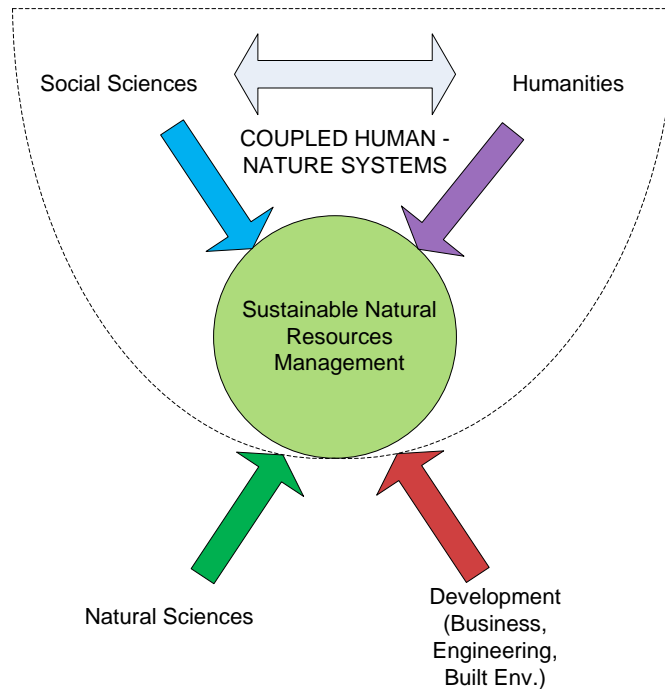 Social Sciences
Humanities
COUPLED HUMAN -
NATURE SYSTEMS
Sustainable Natural
Resources
Management
Natural Sciences
Development
(Business,
Engineering,
Built Env.)